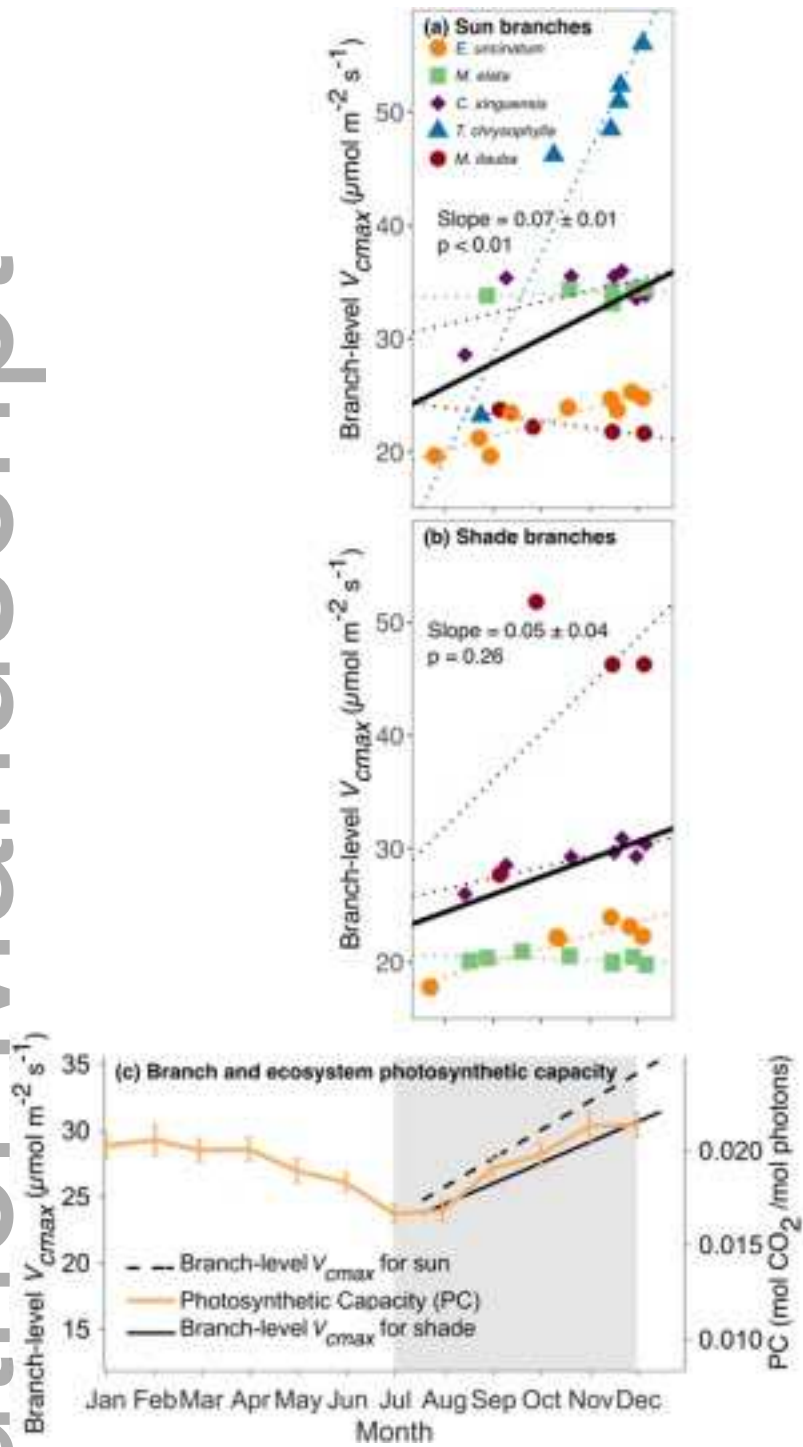 (a) Sun branches
E. uncinatum
M. elata
C. xinguensis
T. chrysophylla
M. itauba
Slope = 0.07 ± 0.01
p < 0.01
50
40
30
20
Branch-level Vcmax (μmol m-2 s-1)
(b) Shade branches
Slope = 0.05 ± 0.04
p = 0.26
50
40
30
20
Branch-level Vcmax (μmol m-2 s-1)
(c) Branch and ecosystem photosynthetic capacity
35
30
25
20
15
Branch-level Vcmax (μmol m-2 s-1)
0.020
0.015
0.010
PC (mol CO2 /mol photons)
Branch-level Vcmax for sun
Photosynthetic Capacity (PC)
Branch-level Vcmax for shade
Jan Feb Mar Apr May Jun Jul Aug Sep Oct Nov Dec
Month